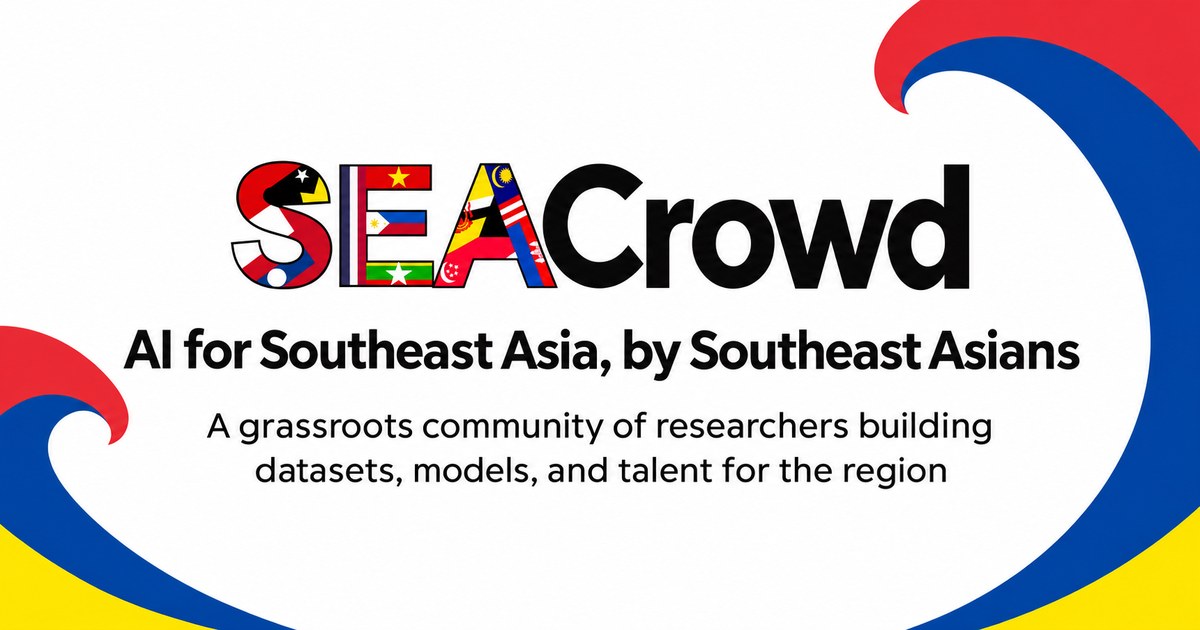 SEACrowd
AI for Southeast Asia, by Southeast Asians
A grassroots community of researchers building
datasets, models, and talent for the region